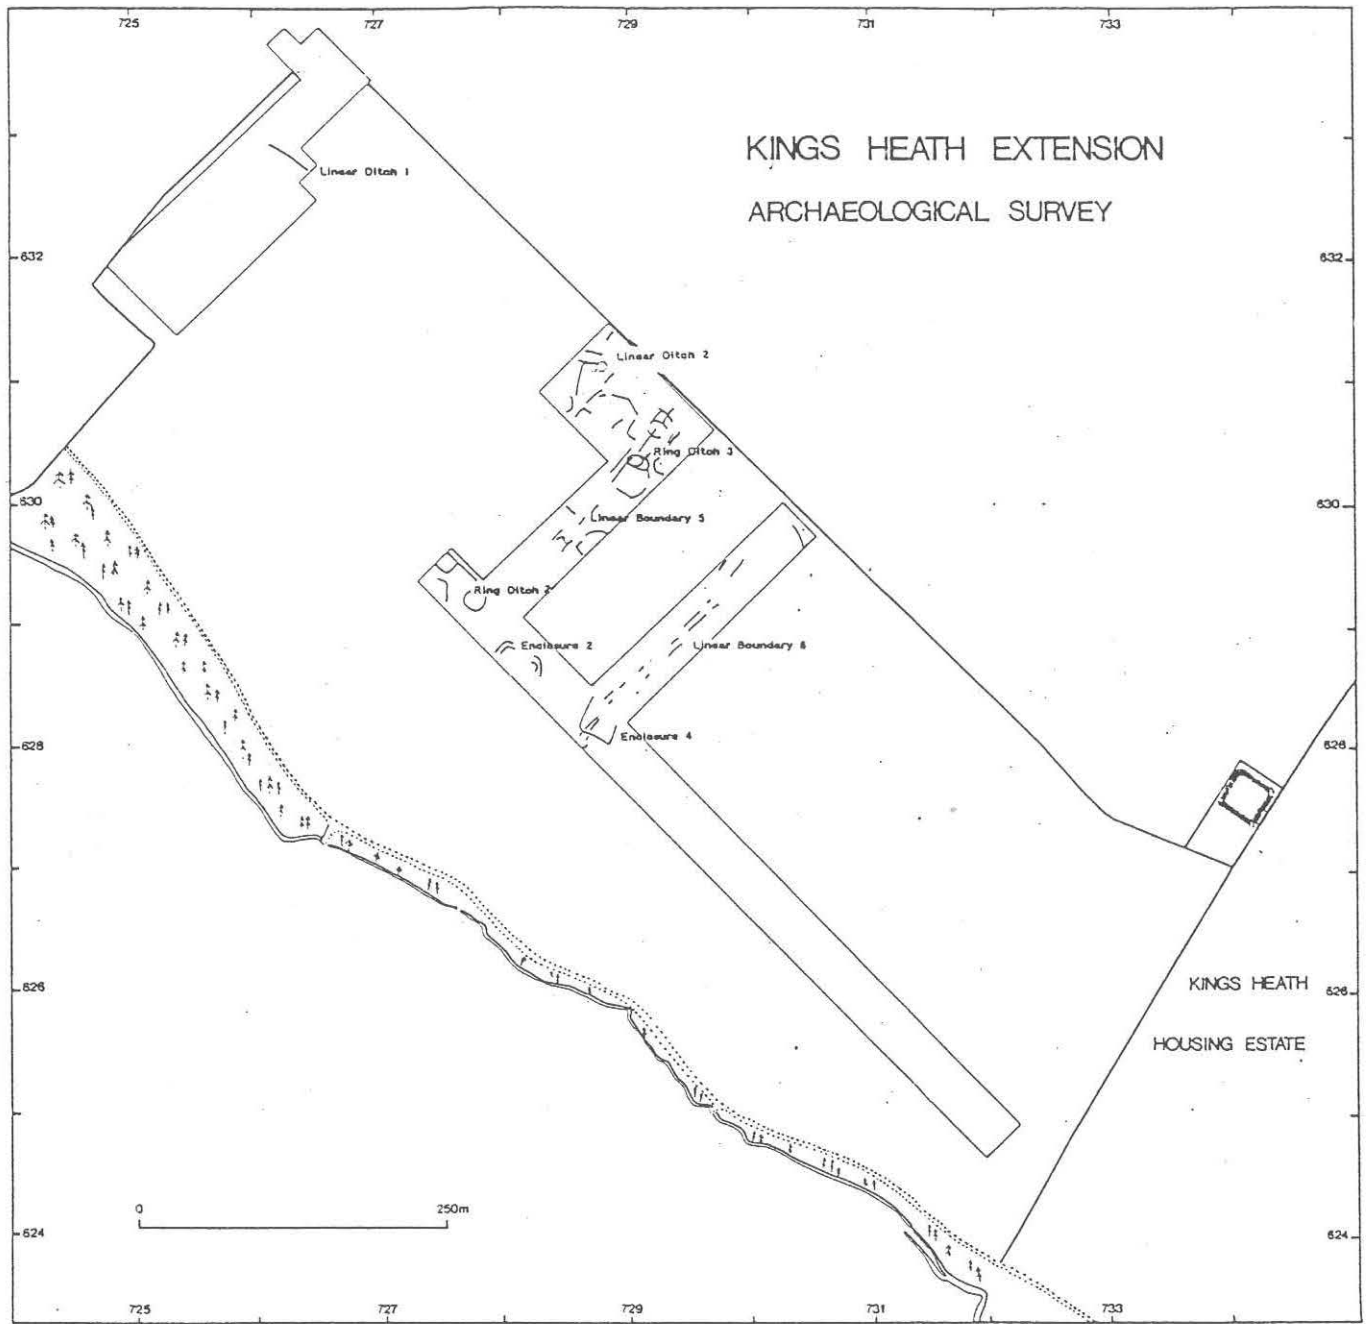 725 727 729 731 733
KINGS HEATH EXTENSION
Linear Ditch 1
ARCHAEOLOGICAL SURVEY
632 632
Linear Ditch 2
Ring Ditch 3
630 630
Linear Boundary 5
Ring Ditch 2
Enclosure 2
Linear Boundary 6
Enclosure 4
628 628
KINGS HEATH
626 626
HOUSING ESTATE
0 250m
624 624
725 727 729 731 733